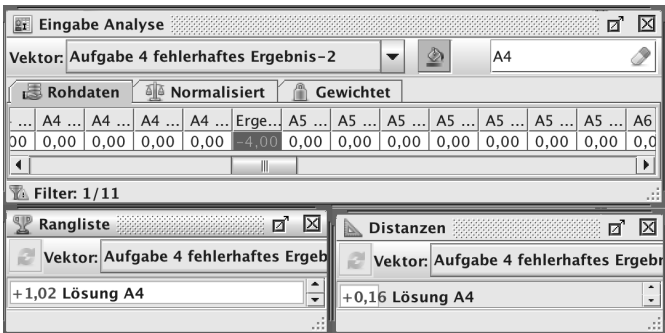 Eingabe Analyse
Vektor: Aufgabe 4 fehlerhaftes Ergebnis-2 A4
Rohdaten Normalisiert Gewichtet
... A4 ... A4 ... A4 ... A4 ... Erge... A5 ... A5 ... A5 ... A5 ... A5 ... A5 ... A5 ... A6
00 0,00 0,00 0,00 0,00 -4,00 0,00 0,00 0,00 0,00 0,00 0,00 0,00 0,0
Filter: 1/11
Rangliste
Vektor: Aufgabe 4 fehlerhaftes Ergeb
+1,02 Lösung A4
Distanzen
Vektor: Aufgabe 4 fehlerhaftes Ergebn
+0,16 Lösung A4